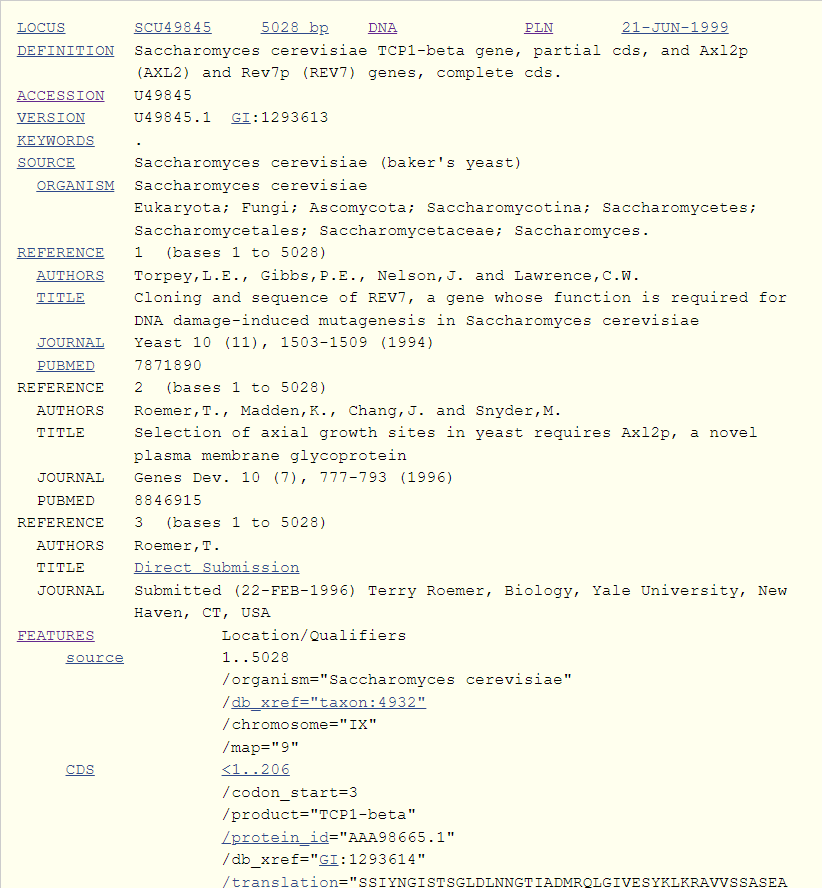 LOCUS       SCU49845     5028 bp    DNA             PLN       21-JUN-1999
DEFINITION  Saccharomyces cerevisiae TCP1-beta gene, partial cds, and Axl2p
            (AXL2) and Rev7p (REV7) genes, complete cds.
ACCESSION   U49845
VERSION     U49845.1  GI:1293613
KEYWORDS    .
SOURCE      Saccharomyces cerevisiae (baker's yeast)
  ORGANISM  Saccharomyces cerevisiae
            Eukaryota; Fungi; Ascomycota; Saccharomycotina; Saccharomycetes;
            Saccharomycetales; Saccharomycetaceae; Saccharomyces.
REFERENCE   1  (bases 1 to 5028)
  AUTHORS   Torpey,L.E., Gibbs,P.E., Nelson,J. and Lawrence,C.W.
  TITLE     Cloning and sequence of REV7, a gene whose function is required for
            DNA damage-induced mutagenesis in Saccharomyces cerevisiae
  JOURNAL   Yeast 10 (11), 1503-1509 (1994)
  PUBMED    7871890
REFERENCE   2  (bases 1 to 5028)
  AUTHORS   Roemer,T., Madden,K., Chang,J. and Snyder,M.
  TITLE     Selection of axial growth sites in yeast requires Axl2p, a novel
            plasma membrane glycoprotein
  JOURNAL   Genes Dev. 10 (7), 777-793 (1996)
  PUBMED    8846915
REFERENCE   3  (bases 1 to 5028)
  AUTHORS   Roemer,T.
  TITLE     Direct Submission
  JOURNAL   Submitted (22-FEB-1996) Terry Roemer, Biology, Yale University, New
            Haven, CT, USA
FEATURES             Location/Qualifiers
     source          1..5028
                     /organism="Saccharomyces cerevisiae"
                     /db_xref="taxon:4932"
                     /chromosome="IX"
                     /map="9"
     CDS             <1..206
                     /codon_start=3
                     /product="TCP1-beta"
                     /protein_id="AAA98665.1"
                     /db_xref="GI:1293614"
                     /translation="SSIYNGISTSGLDLNNGTIADMRQLGIVESYKLKRAVVSSASEA